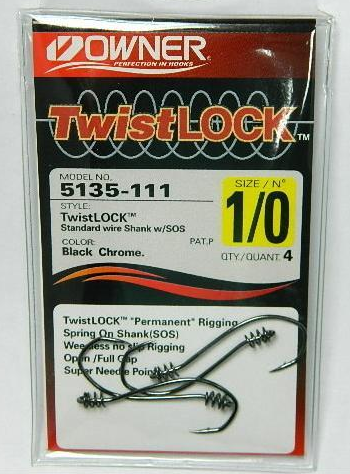 OWNER
PERFECTION IN HOOKS
TwistLOCK™
MODEL NO.
5135-111
STYLE:
TwistLOCK™
Standard wire Shank w/SOS
COLOR: PAT.P
Black Chrome.
SIZE / Nº
1/0
QTY./QUANT. 4
TwistLOCK™ "Permanent" Rigging
Spring On Shank(SOS)
Weedless no slip Rigging
Open /Full Gap
Super Needle Point